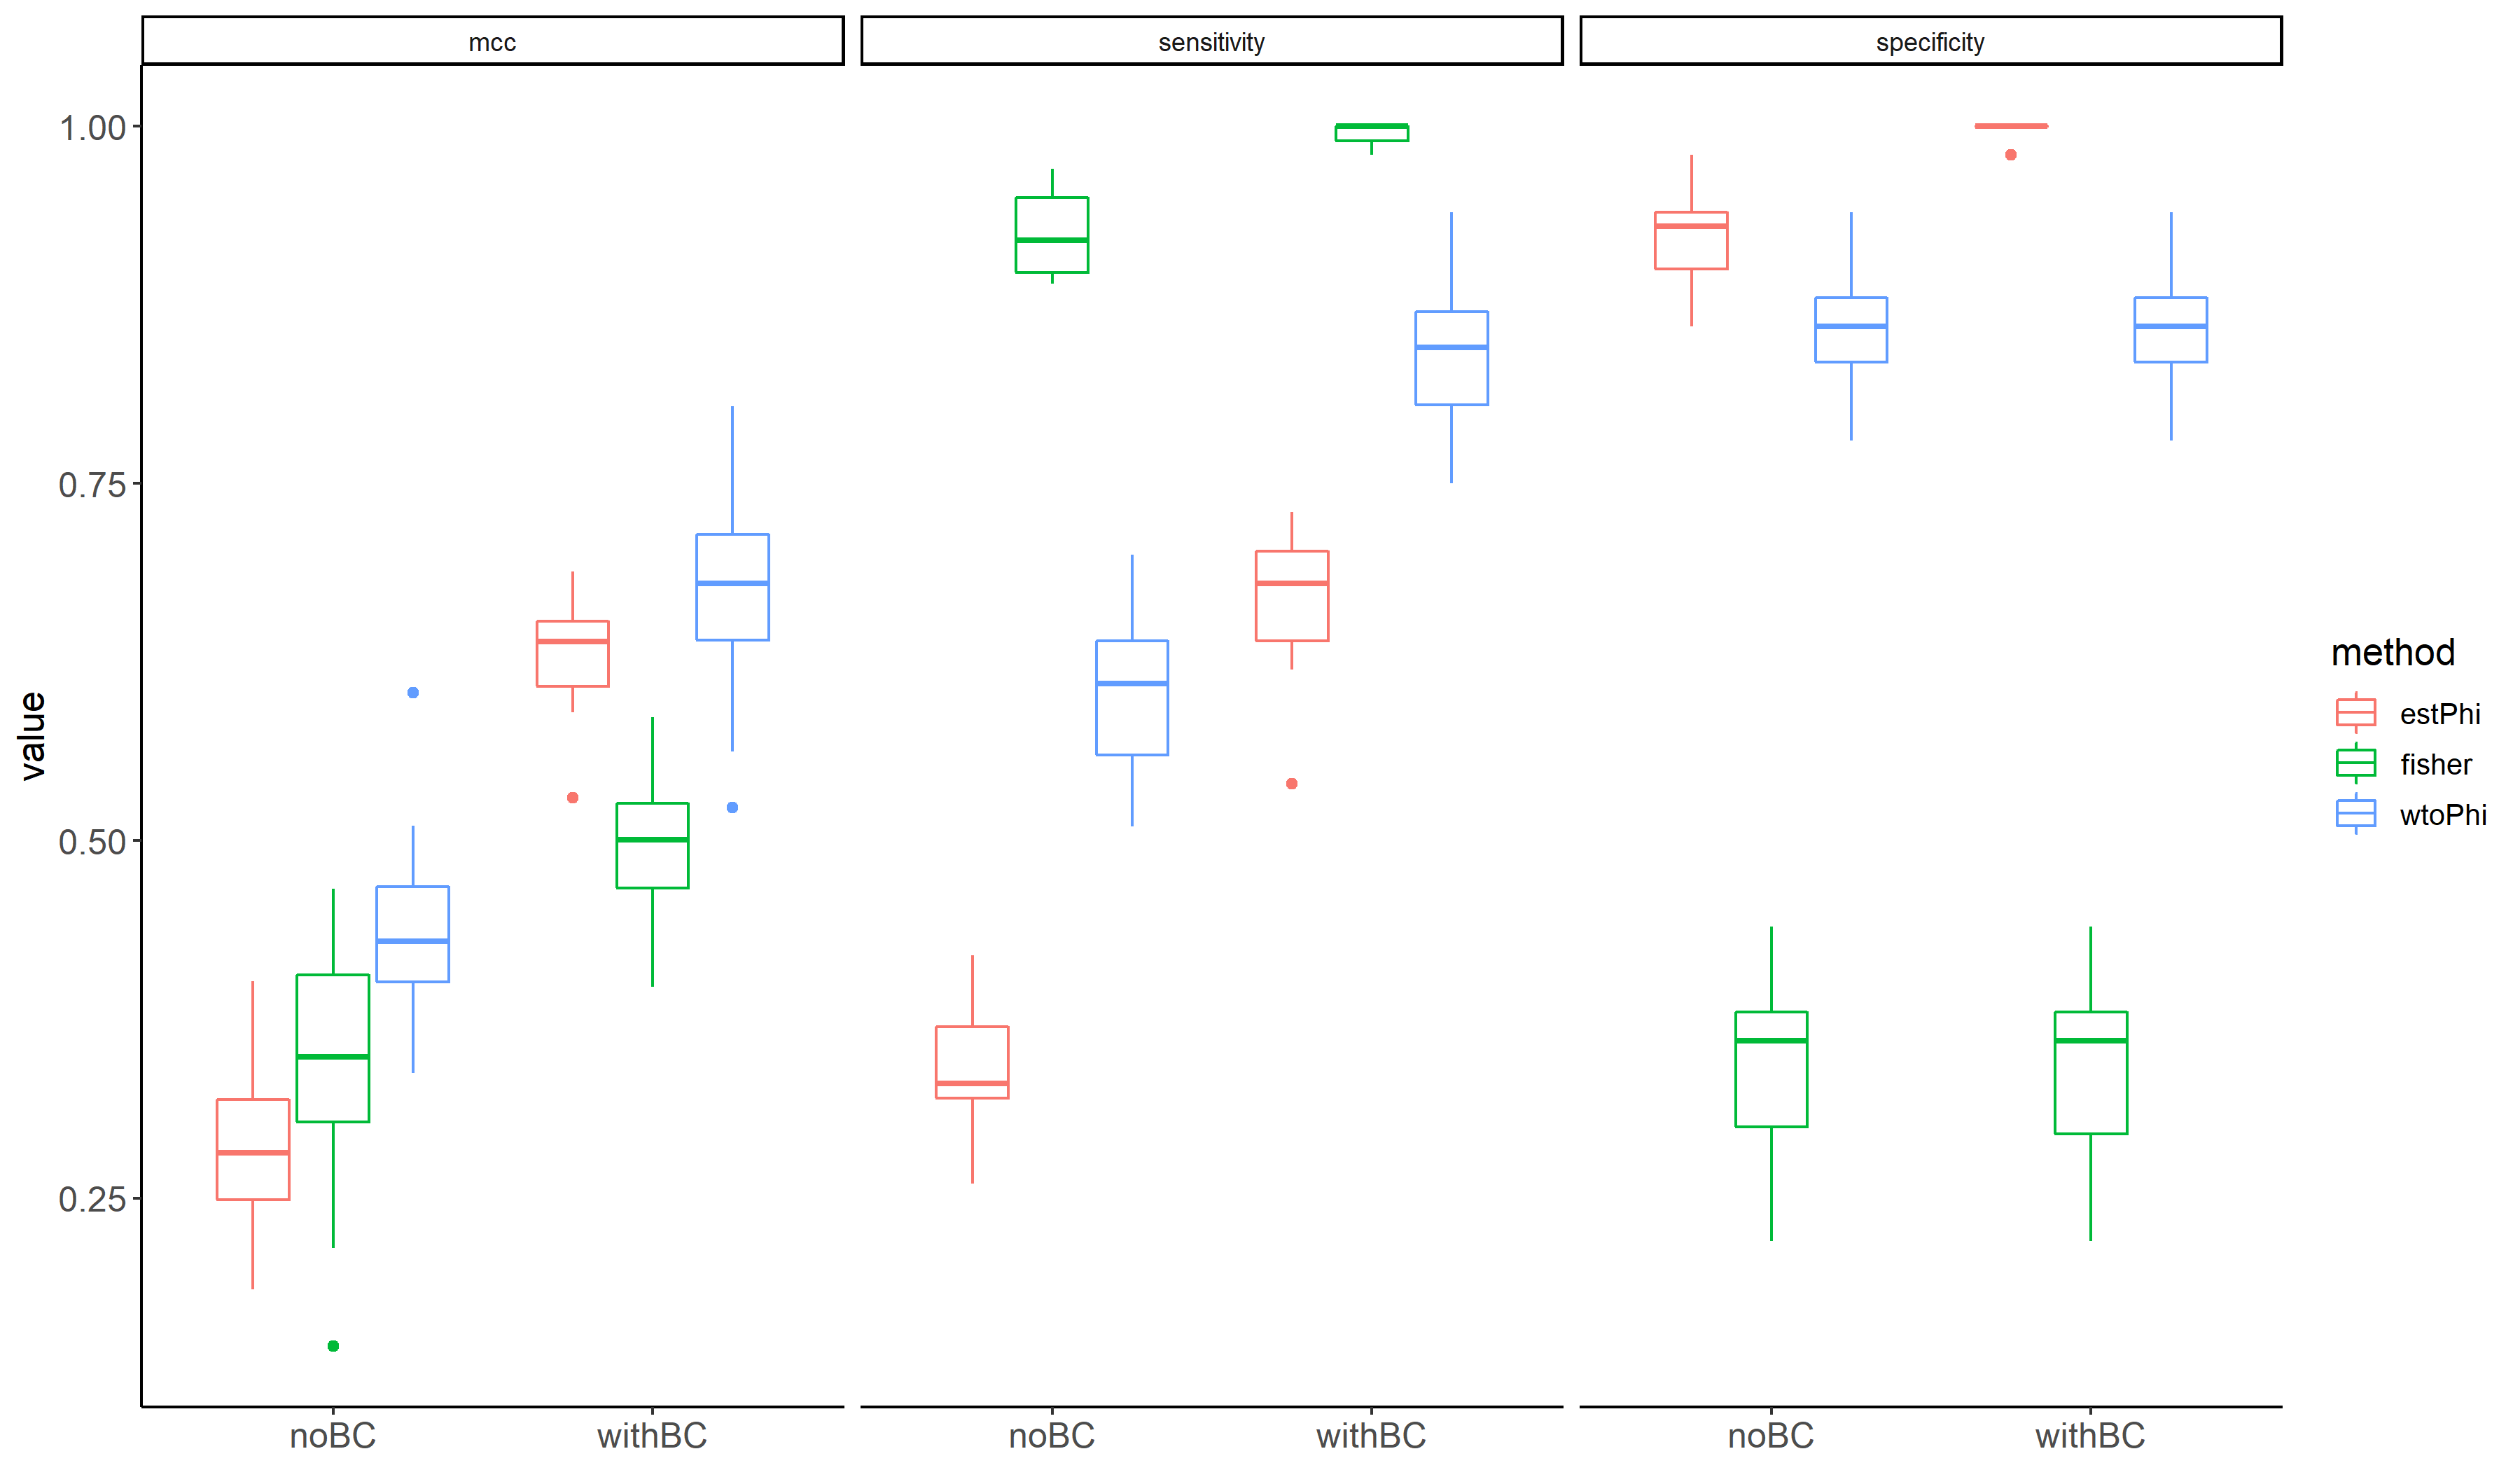 mcc
sensitivity
specificity
1.00
0.75
0.50
0.25
value
noBC
withBC
noBC
withBC
noBC
withBC
method
estPhi
fisher
wtoPhi